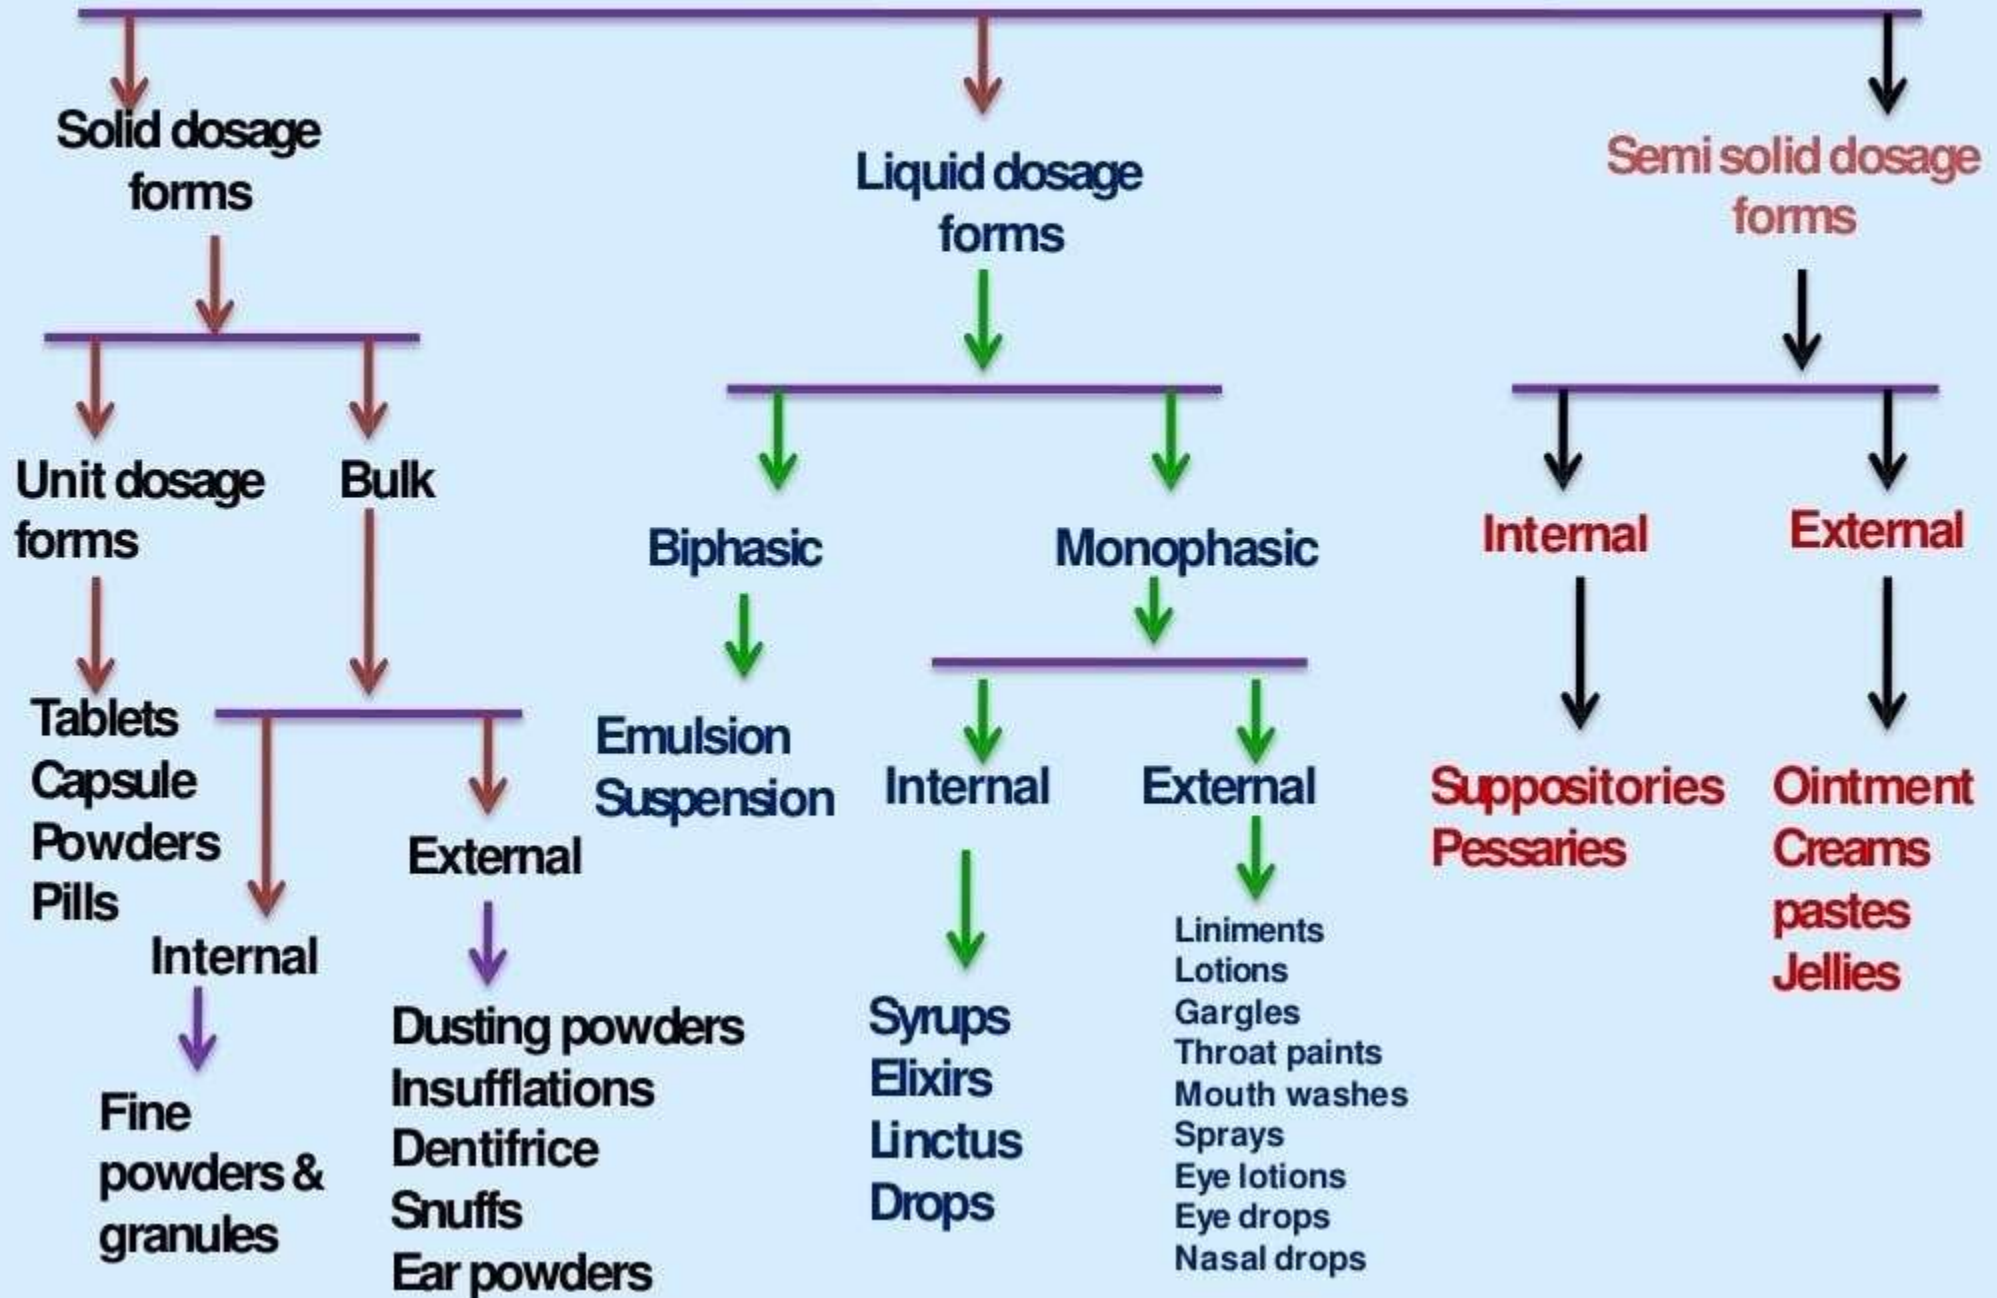 Solid dosage
forms
Liquid dosage
forms
Semi solid dosage
forms
Unit dosage
forms
Bulk
Biphasic
Monophasic
Internal
External
Tablets
Capsule
Powders
Pills
Internal
External
Fine
powders &
granules
Dusting powders
Insufflations
Dentifrice
Snuffs
Ear powders
Emulsion
Suspension
Internal
External
Syrups
Elixirs
Linctus
Drops
Liniments
Lotions
Gargles
Throat paints
Mouth washes
Sprays
Eye lotions
Eye drops
Nasal drops
Suppositories
Pessaries
Ointment
Creams
pastes
Jellies